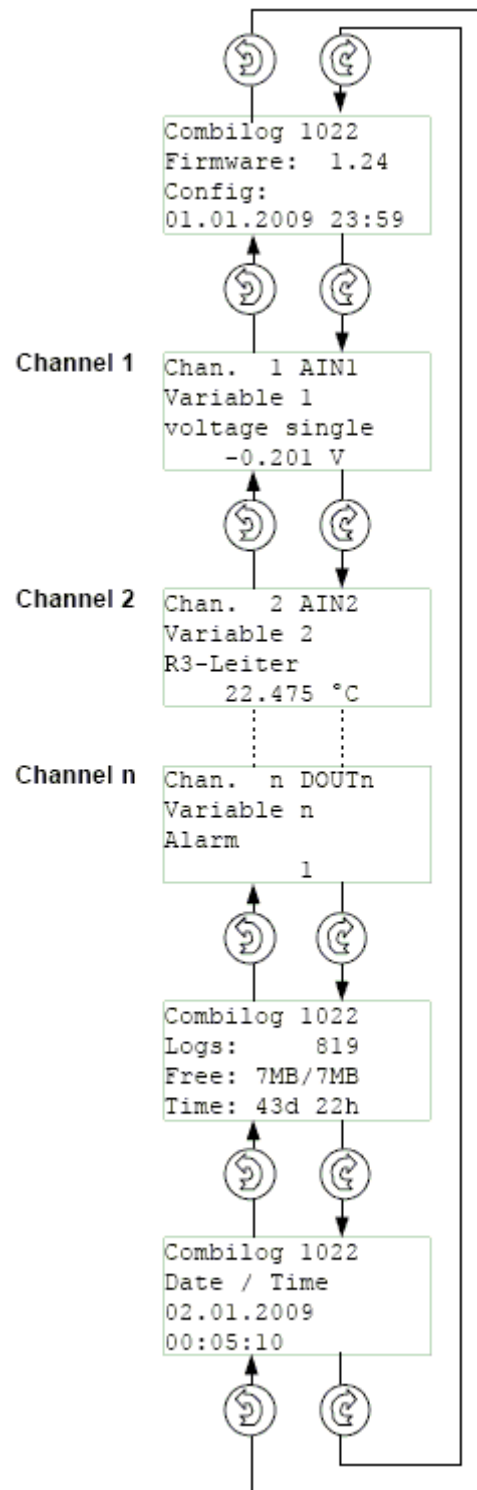 Combilog 1022
Firmware: 1.24
Config:
01.01.2009 23:59
Channel 1
Chan. 1 AIN1
Variable 1
voltage single
-0.201 V
Channel 2
Chan. 2 AIN2
Variable 2
R3-Leiter
22.475 °C
Channel n
Chan. n DOUTn
Variable n
Alarm
1
Combilog 1022
Logs: 819
Free: 7MB/7MB
Time: 43d 22h
Combilog 1022
Date / Time
02.01.2009
00:05:10